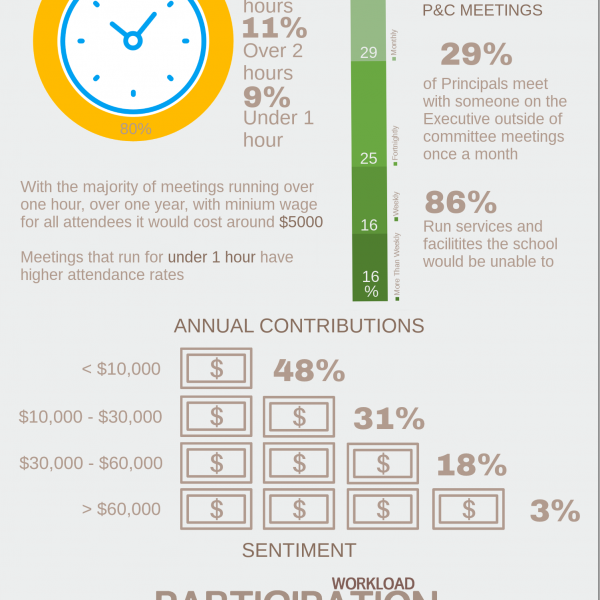 hours
11%
Over 2
hours
9%
Under 1
hour
80%
With the majority of meetings running over
one hour, over one year, with minium wage
for all attendees it would cost around $5000
Meetings that run for under 1 hour have
higher attendance rates
29
Monthly
25
Fortnightly
16
Weekly
16
%
More Than Weekly
P&C MEETINGS
29%
of Principals meet
with someone on the
Executive outside of
committee meetings
once a month
86%
Run services and
facilitites the school
would be unable to
ANNUAL CONTRIBUTIONS
< $10,000 $ 48%
$10,000 - $30,000 $ $ 31%
$30,000 - $60,000 $ $ $ 18%
> $60,000 $ $ $ $ 3%
SENTIMENT
WORKLOAD
PARTICIPATION